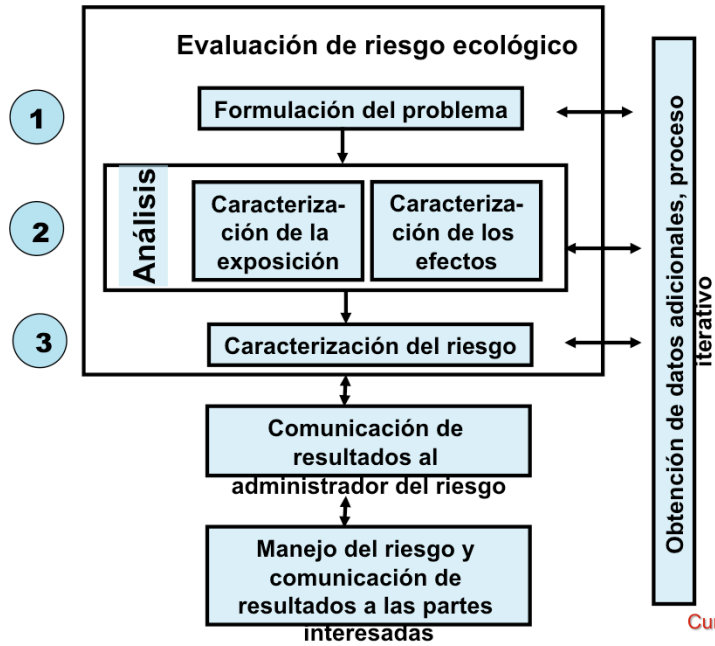 Evaluación de riesgo ecológico
1
Formulación del problema
2
Análisis
Caracteriza-
ción de la
exposición
Caracteriza-
ción de los
efectos
3
Caracterización del riesgo
Comunicación de
resultados al
administrador del riesgo
Manejo del riesgo y
comunicación de
resultados a las partes
interesadas
Obtención de datos adicionales, proceso
iterativo